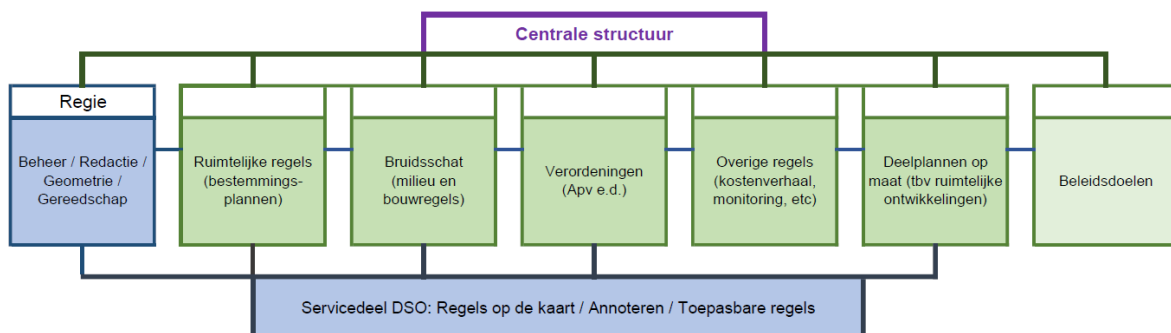 Centrale structuur
Regie
Beheer / Redactie /
Geometrie /
Gereedschap
Ruimtelijke regels
(bestemmings-
plannen)
Bruidsschat
(milieu en
bouwregels)
Verordeningen
(Apv e.d.)
Overige regels
(kostenverhaal,
monitoring, etc)
Deelplannen op
maat (tbv ruimtelijke
ontwikkelingen)
Beleidsdoelen
Servicedeel DSO: Regels op de kaart / Annoteren / Toepasbare regels